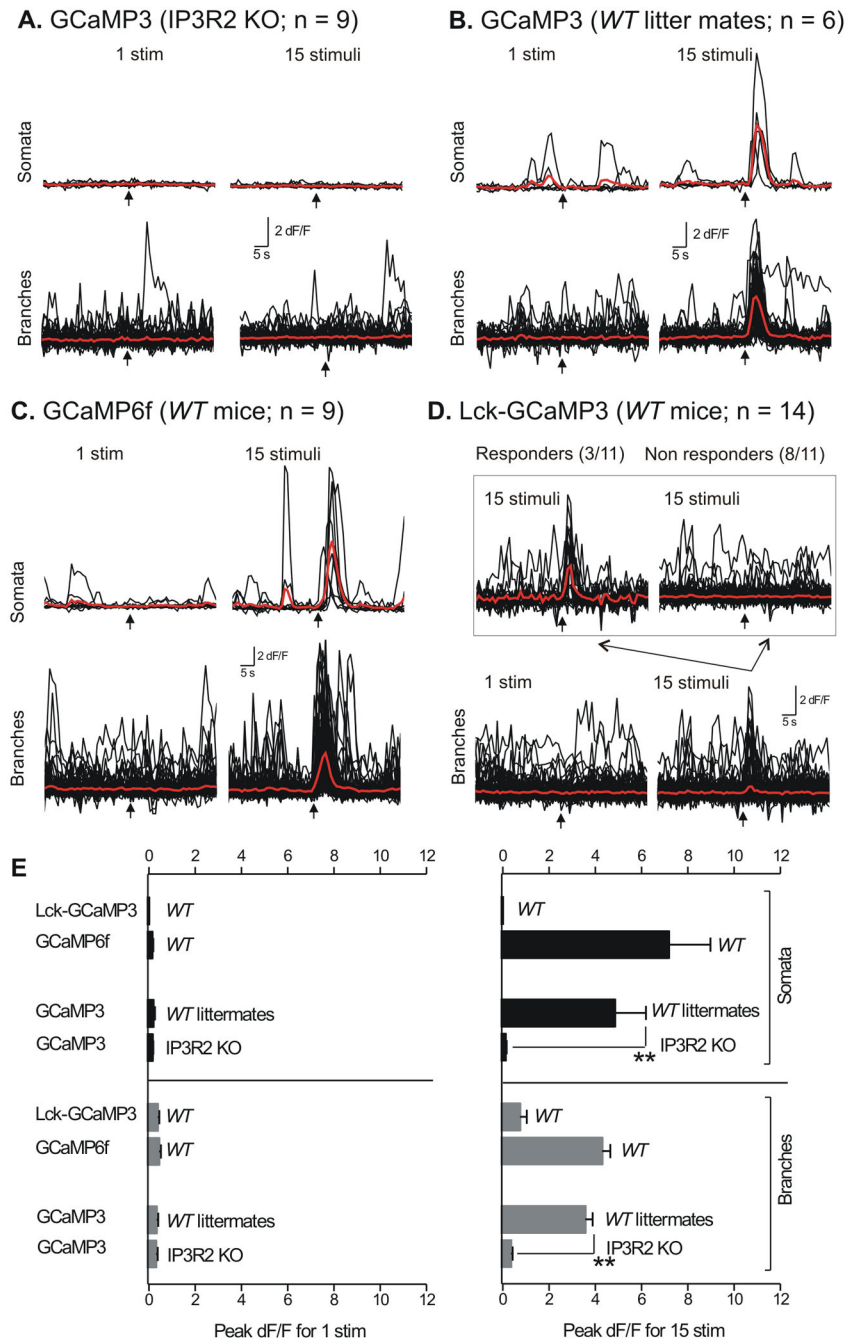 A. GCaMP3 (IP3R2 KO; n = 9)
1 stim
15 stimuli
Somata
2 dF/F
5 s
Branches
B. GCaMP3 (WT litter mates; n = 6)
1 stim
15 stimuli
Somata
2 dF/F
5 s
Branches
C. GCaMP6f (WT mice; n = 9)
1 stim
15 stimuli
Somata
2 dF/F
5 s
Branches
D. Lck-GCaMP3 (WT mice; n = 14)
Responders (3/11)
Non responders (8/11)
15 stimuli
15 stimuli
1 stim
15 stimuli
2 dF/F
5 s
Branches
E
0 2 4 6 8 10 12
Lck-GCaMP3 WT
GCaMP6f WT
GCaMP3 WT littermates
GCaMP3 IP3R2 KO
Lck-GCaMP3 WT
GCaMP6f WT
GCaMP3 WT littermates
GCaMP3 IP3R2 KO
0 2 4 6 8 10 12
Peak dF/F for 1 stim
0 2 4 6 8 10 12
WT
WT
WT littermates
IP3R2 KO
**
Somata
WT
WT
WT littermates
IP3R2 KO
**
Branches
0 2 4 6 8 10 12
Peak dF/F for 15 stim